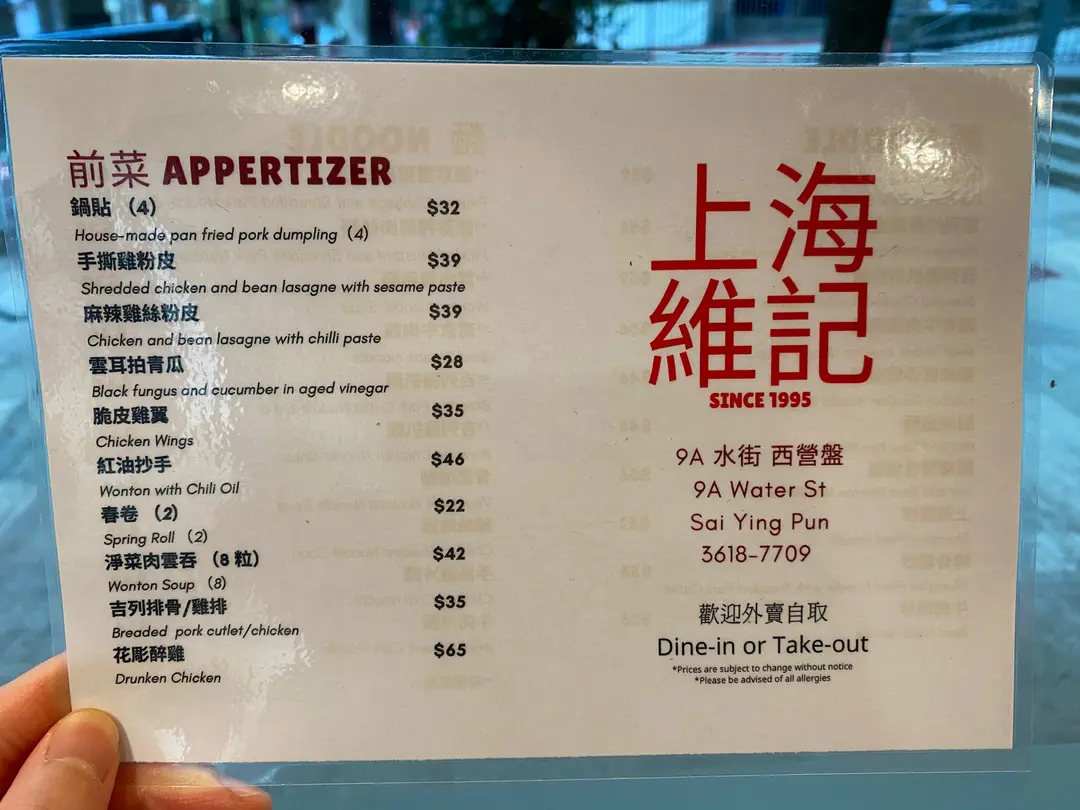 前菜 APPERTIZER
鍋貼 （4） $32
House-made pan fried pork dumpling（4）
手撕雞粉皮 $39
Shredded chicken and bean lasagne with sesame paste
麻辣雞絲粉皮 $39
Chicken and bean lasagne with chilli paste
雲耳拍青瓜 $28
Black fungus and cucumber in aged vinegar
脆皮雞翼 $35
Chicken Wings
紅油抄手 $46
Wonton with Chili Oil
春卷 （2） $22
Spring Roll （2）
淨菜肉雲吞 （8 粒） $42
Wonton Soup （8）
吉列排骨/雞排 $35
Breaded pork cutlet/chicken
花彫醉雞 $65
Drunken Chicken
上海
維記
SINCE 1995
9A 水街 西營盤
9A Water St
Sai Ying Pun
3618-7709
歡迎外賣自取
Dine-in or Take-out
*Prices are subject to change without notice
*Please be advised of all allergies